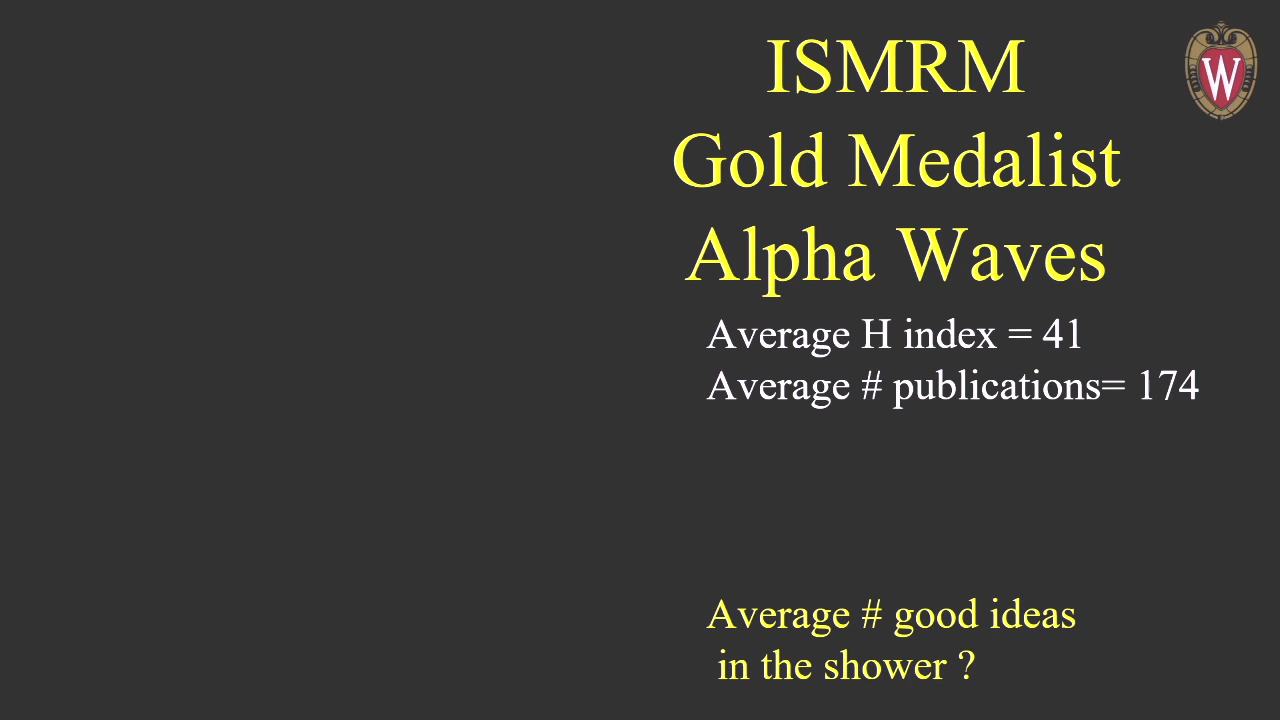 ISMRM
Gold Medalist
Alpha Waves
W
Average H index = 41
Average # publications= 174
Average # good ideas
in the shower ?